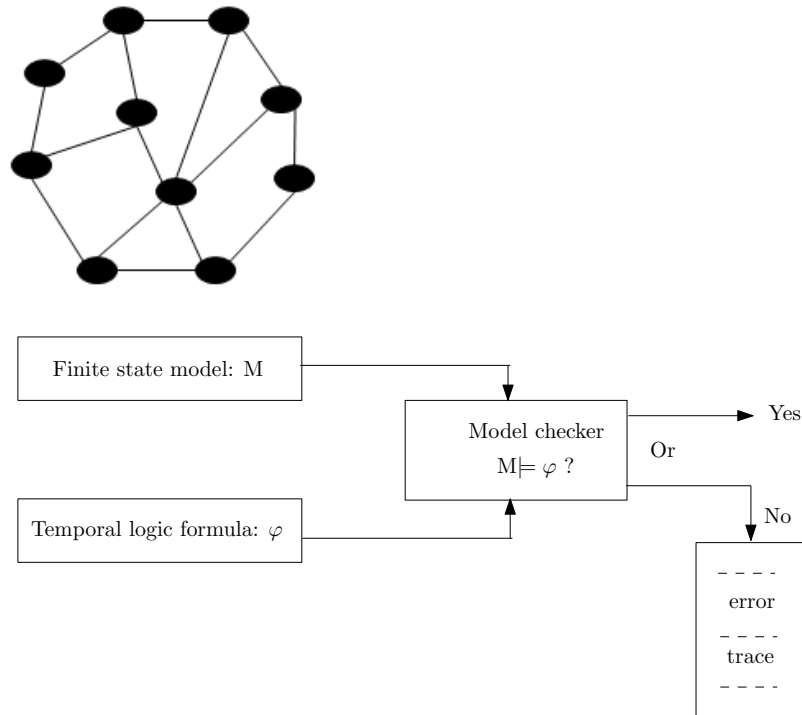 Finite state model: M
Model checker
M⊨ φ ?
Yes
Or
Temporal logic formula: φ
No
error
trace